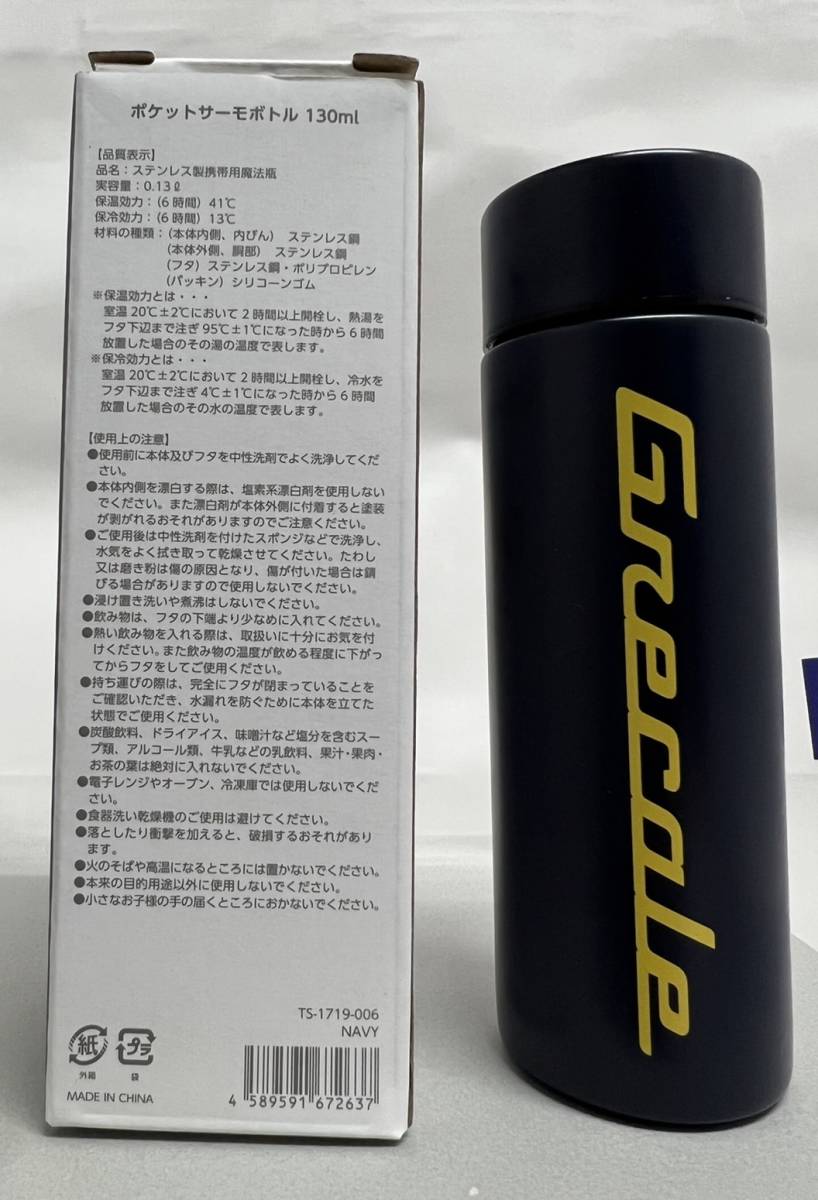 ポケットサーモボトル 130ml
【品質表示】
品名：ステンレス製携帯用魔法瓶
実容量：0.13ℓ
保温効力：(6時間) 41℃
保冷効力：(6時間) 13℃
材料の種類：(本体内側、内びん) ステンレス鋼
(本体外側、胴部) ステンレス鋼
(フタ) ステンレス鋼・ポリプロピレン
(パッキン) シリコーンゴム
※保温効力とは・・・
室温20℃±2℃において2時間以上開栓し、熱湯を
フタ下辺まで注ぎ95℃±1℃になった時から6時間
放置した場合のその湯の温度で表します。
※保冷効力とは・・・
室温20℃±2℃において2時間以上開栓し、冷水を
フタ下辺まで注ぎ4℃±1℃になった時から6時間
放置した場合のその水の温度で表します。
【使用上の注意】
●使用前に本体及びフタを中性洗剤でよく洗浄してくだ
さい。
●本体内側を漂白する際は、塩素系漂白剤を使用しない
でください。また漂白剤が本体外側に付着すると塗装
が剥がれるおそれがありますのでご注意ください。
●ご使用後は中性洗剤を付けたスポンジなどで洗浄し、
水気をよく拭き取って乾燥させてください。たわし
又は磨き粉は傷の原因となり、傷が付いた場合は錆
びる場合がありますので使用しないでください。
●浸け置き洗いや煮沸はしないでください。
●飲み物は、フタの下端より少なめに入れてください。
●熱い飲み物を入れる際は、取扱いに十分にお気を付
けください。また飲み物の温度が飲める程度に下がっ
てからフタをしてご使用ください。
●持ち運びの際は、完全にフタが閉まっていることを
ご確認いただき、水漏れを防ぐために本体を立てた
状態でご使用ください。
●炭酸飲料、ドライアイス、味噌汁など塩分を含むスー
プ類、アルコール類、牛乳などの乳飲料、果汁・果肉・
お茶の葉は絶対に入れないでください。
●電子レンジやオーブン、冷凍庫では使用しないでくだ
さい。
●食器洗い乾燥機のご使用は避けてください。
●落としたり衝撃を加えると、破損するおそれがあり
ます。
●火のそばや高温になるところには置かないでください。
●本来の目的用途以外に使用しないでください。
●小さなお子様の手の届くところにおかないでください。
TS-1719-006
NAVY
紙
外箱
プラ
袋
MADE IN CHINA
4 589591 672637
Grecale